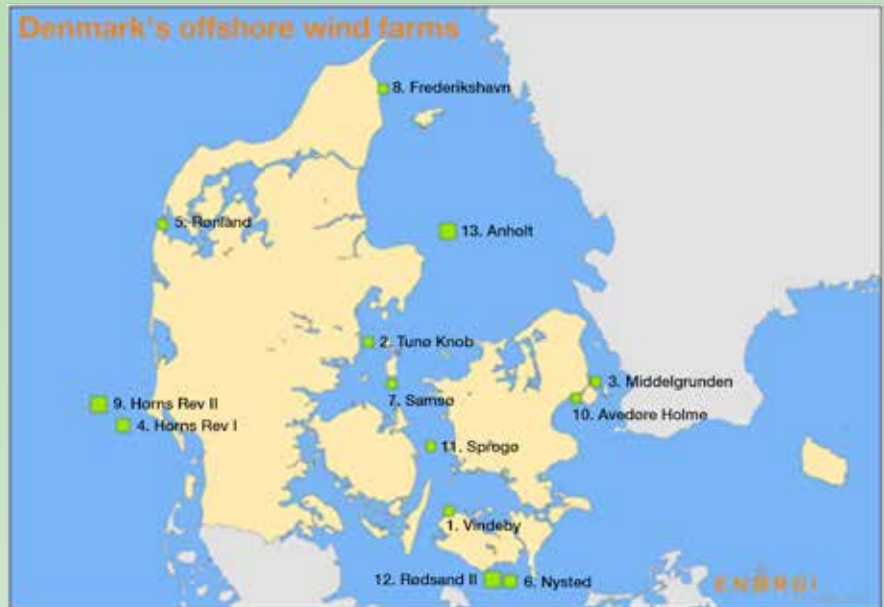 Denmark's offshore wind farms
8. Frederikshavn
5. Rønland
13. Anholt
2. Tunø Knob
3. Middelgrunden
7. Samsø
10. Avedøre Holme
9. Horns Rev II
4. Horns Rev I
11. Sprogø
1. Vindeby
12. Rødsand II
6. Nysted